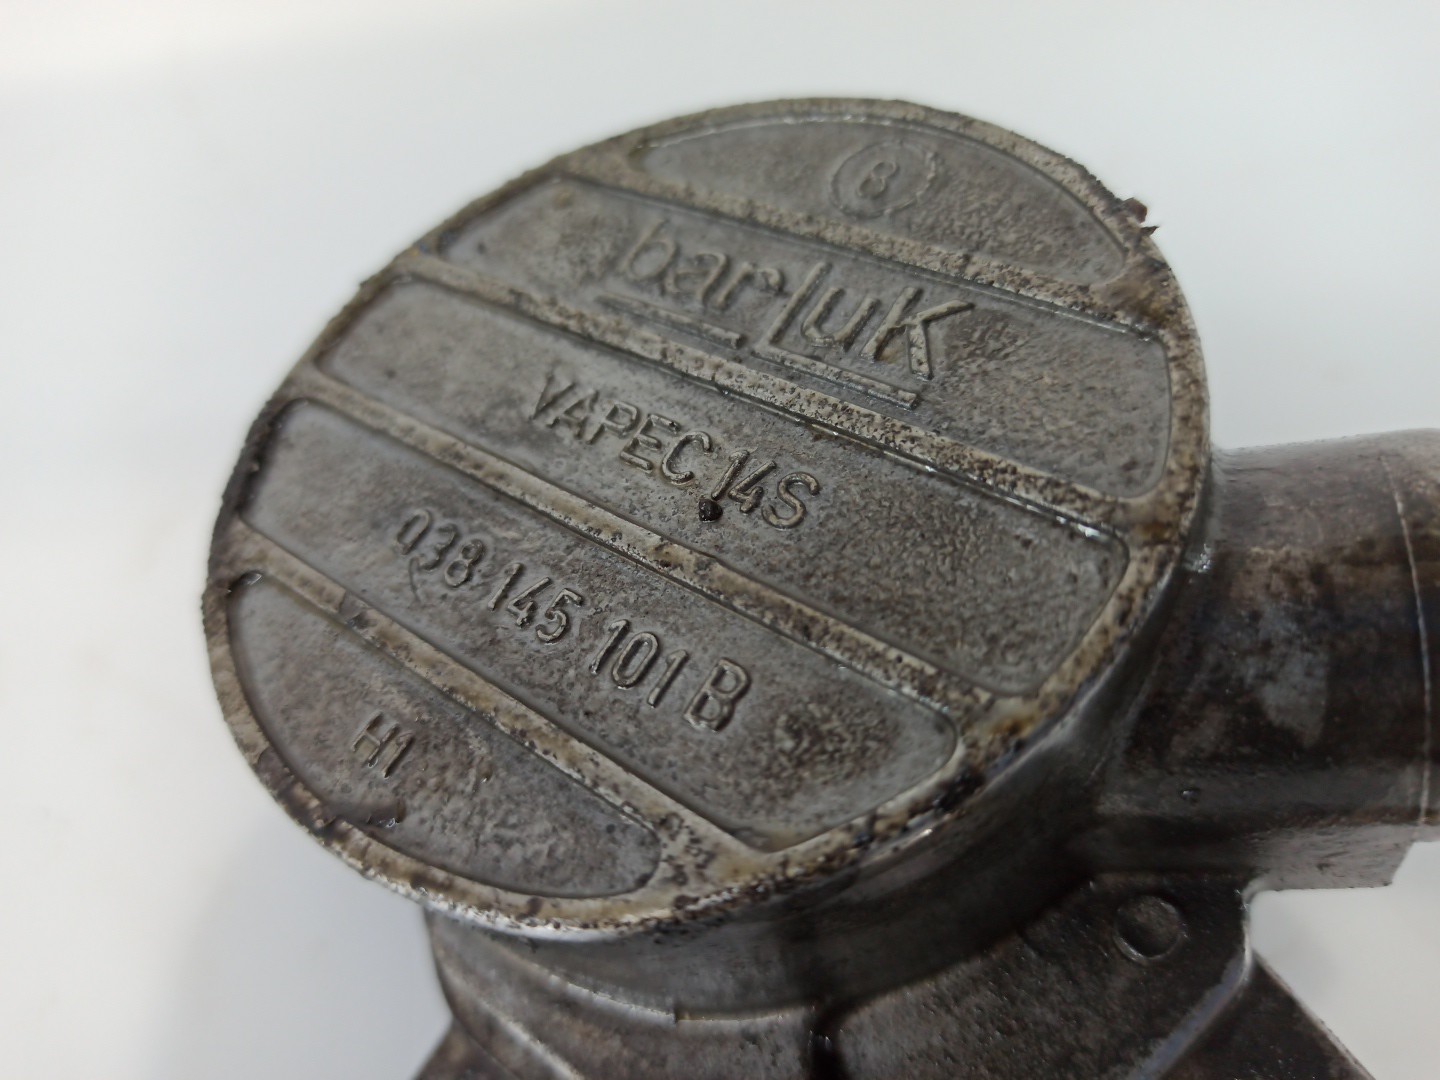 8
barLuK
VAPEC 14S
038 145 101 B
H1